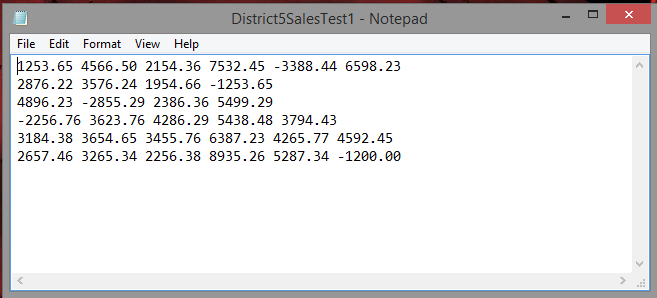 District5SalesTest1 - Notepad
File Edit Format View Help
1253.65 4566.50 2154.36 7532.45 -3388.44 6598.23
2876.22 3576.24 1954.66 -1253.65
4896.23 -2855.29 2386.36 5499.29
-2256.76 3623.76 4286.29 5438.48 3794.43
3184.38 3654.65 3455.76 6387.23 4265.77 4592.45
2657.46 3265.34 2256.38 8935.26 5287.34 -1200.00